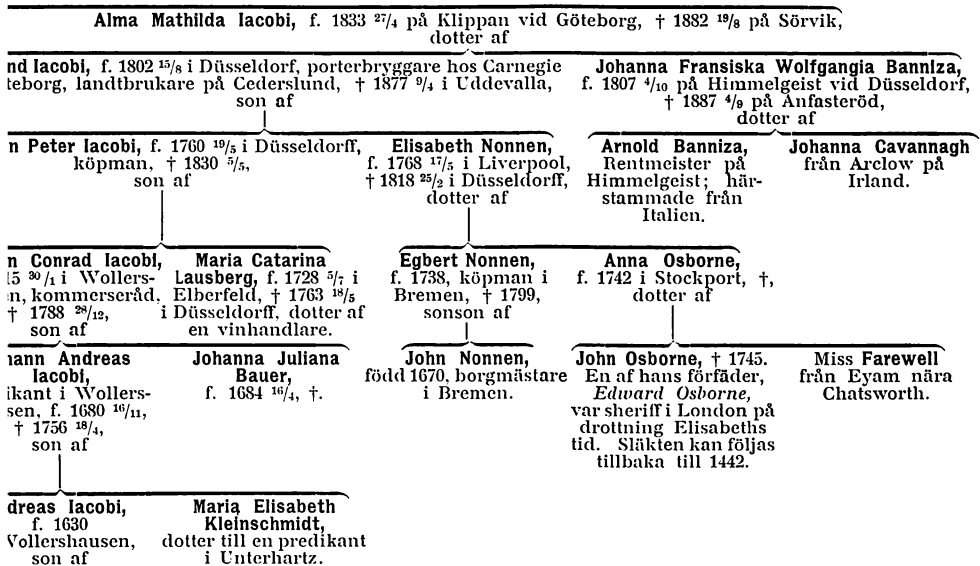 Alma Mathilda Iacobi, f. 1833 27/4 på Klippan vid Göteborg, † 1882 19/8 på Sörvik,
dotter af
nd Iacobi, f. 1802 15/8 i Düsseldorf, porterbryggare hos Carnegie
teborg, landtbrukare på Cederslund, † 1877 9/4 i Uddevalla,
son af
Johanna Fransiska Wolfgangia Banniza,
f. 1807 4/10 på Himmelgeist vid Düsseldorf,
† 1887 4/9 på Anfasteröd,
dotter af
n Peter Iacobi, f. 1760 19/5 i Düsseldorff,
köpman, † 1830 5/5,
son af
Elisabeth Nonnen,
f. 1768 17/5 i Liverpool,
† 1818 25/2 i Düsseldorff,
dotter af
Arnold Banniza,
Rentmeister på
Himmelgeist; här-
stammade från
Italien.
Johanna Cavannagh
från Arclow på
Irland.
n Conrad Iacobi,
15 30/1 i Wollers-
n, kommerseråd,
† 1788 28/12,
son af
Maria Catarina
Lausberg, f. 1728 5/7 i
Elberfeld, † 1763 18/5
i Düsseldorff, dotter af
en vinhandlare.
Egbert Nonnen,
f. 1738, köpman i
Bremen, † 1799,
sonson af
Anna Osborne,
f. 1742 i Stockport, †,
dotter af
hann Andreas
Iacobi,
ikant i Wollers-
sen, f. 1680 16/11,
† 1756 18/4,
son af
Johanna Juliana
Bauer,
f. 1684 16/4, †.
John Nonnen,
född 1670, borgmästare
i Bremen.
John Osborne, † 1745.
En af hans förfäder,
Edward Osborne,
var sheriff i London på
drottning Elisabeths
tid. Släkten kan följas
tillbaka till 1442.
Miss Farewell
från Eyam nära
Chatsworth.
dreas Iacobi,
f. 1630
Vollershausen,
son af
Maria Elisabeth
Kleinschmidt,
dotter till en predikant
i Unterhartz.